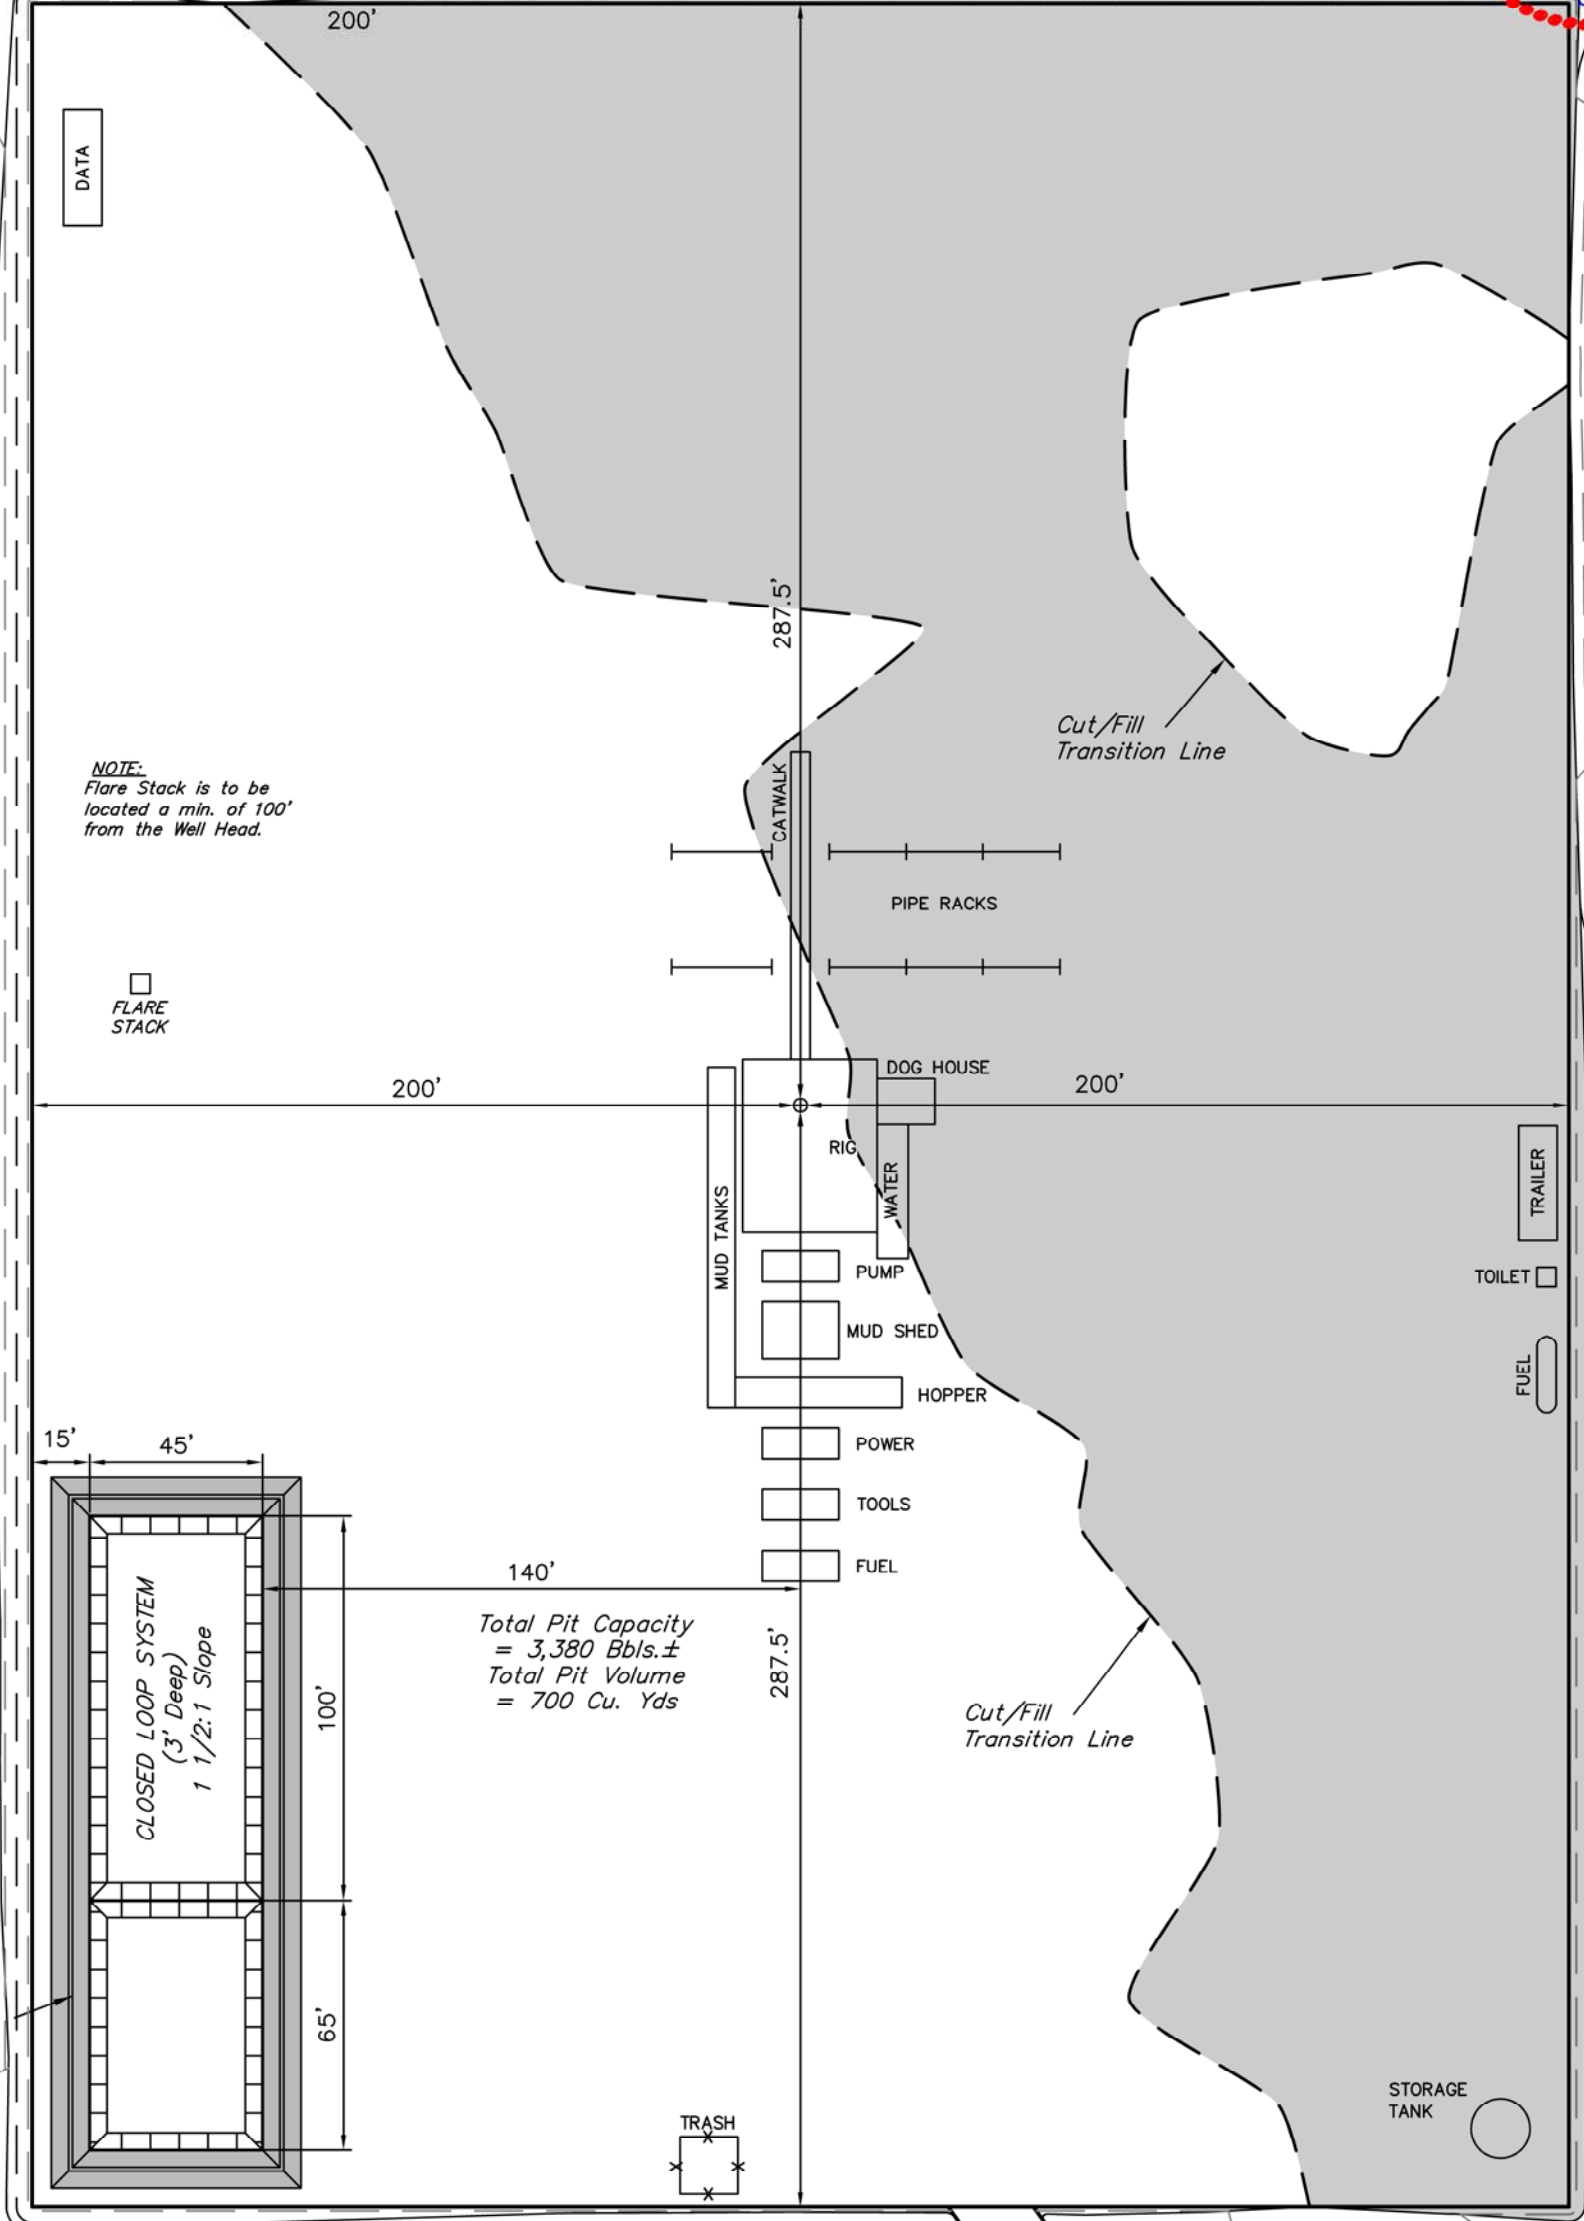 200'
DATA
287.5'
Cut/Fill
Transition Line
NOTE:
Flare Stack is to be
located a min. of 100'
from the Well Head.
CATWALK
PIPE RACKS
FLARE
STACK
DOG HOUSE
200'
200'
RIG
WATER
MUD TANKS
TRAILER
PUMP
TOILET
MUD SHED
FUEL
HOPPER
15'
45'
POWER
TOOLS
FUEL
140'
Total Pit Capacity
= 3,380 Bbls.±
Total Pit Volume
= 700 Cu. Yds
287.5'
CLOSED LOOP SYSTEM
(3' Deep)
1 1/2:1 Slope
100'
Cut/Fill
Transition Line
65'
STORAGE
TANK
TRASH